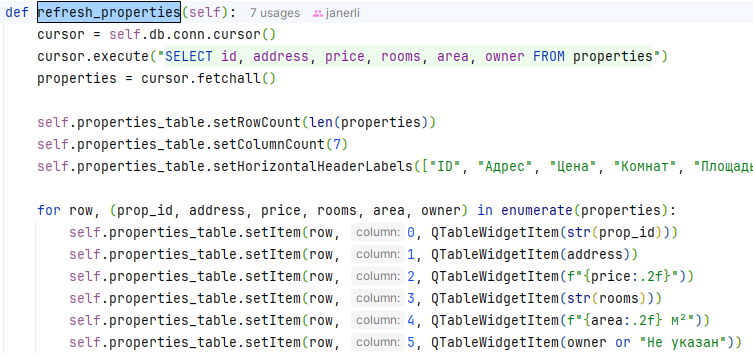 def refresh_properties(self): 7 usages janerli
cursor = self.db.conn.cursor()
cursor.execute("SELECT id, address, price, rooms, area, owner FROM properties")
properties = cursor.fetchall()
self.properties_table.setRowCount(len(properties))
self.properties_table.setColumnCount(7)
self.properties_table.setHorizontalHeaderLabels(["ID", "Адрес", "Цена", "Комнат", "Площадь
for row, (prop_id, address, price, rooms, area, owner) in enumerate(properties):
self.properties_table.setItem(row, column: 0, QTableWidgetItem(str(prop_id)))
self.properties_table.setItem(row, column: 1, QTableWidgetItem(address))
self.properties_table.setItem(row, column: 2, QTableWidgetItem(f"{price:.2f}"))
self.properties_table.setItem(row, column: 3, QTableWidgetItem(str(rooms)))
self.properties_table.setItem(row, column: 4, QTableWidgetItem(f"{area:.2f} м²"))
self.properties_table.setItem(row, column: 5, QTableWidgetItem(owner or "Не указан"))